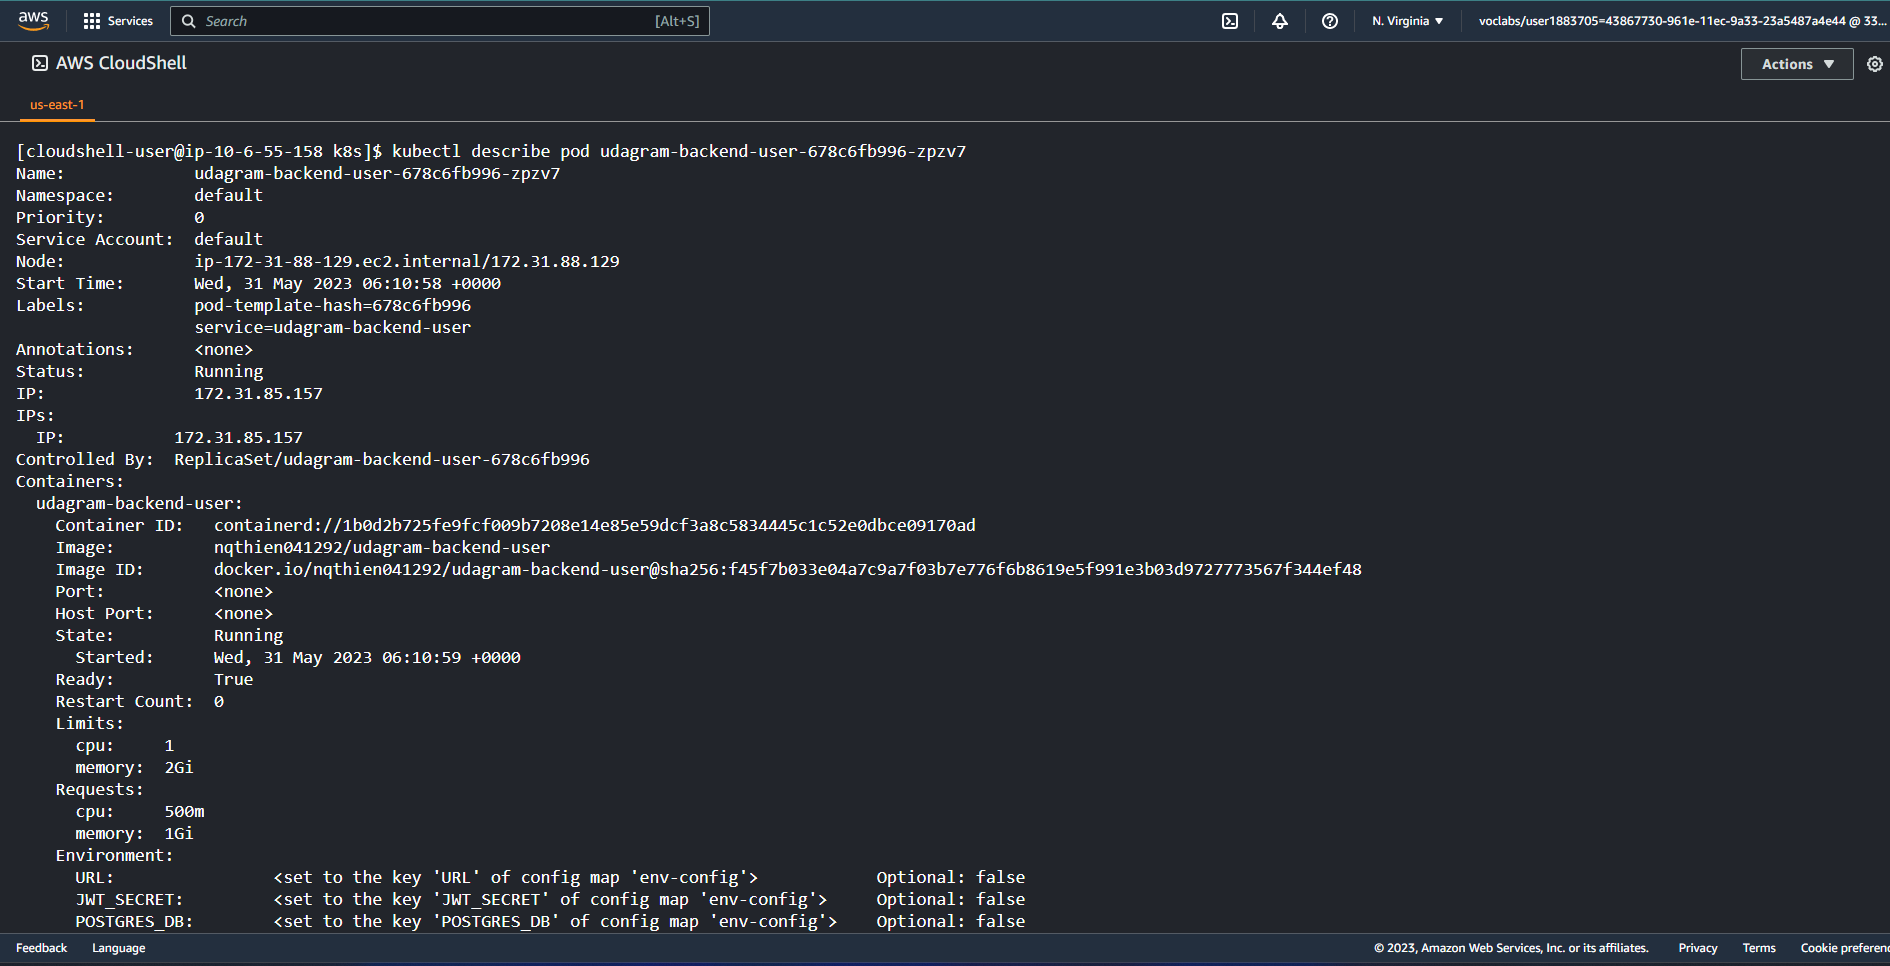 aws Services Search [Alt+S] N. Virginia ▼ voclabs/user1883705=43867730-961e-11ec-9a33-23a5487a4e44 @ 33...
AWS CloudShell Actions ▼
us-east-1
[cloudshell-user@ip-10-6-55-158 k8s]$ kubectl describe pod udagram-backend-user-678c6fb996-zpzv7
Name:             udagram-backend-user-678c6fb996-zpzv7
Namespace:        default
Priority:         0
Service Account:  default
Node:             ip-172-31-88-129.ec2.internal/172.31.88.129
Start Time:       Wed, 31 May 2023 06:10:58 +0000
Labels:           pod-template-hash=678c6fb996
                  service=udagram-backend-user
Annotations:      <none>
Status:           Running
IP:               172.31.85.157
IPs:
  IP:           172.31.85.157
Controlled By:  ReplicaSet/udagram-backend-user-678c6fb996
Containers:
  udagram-backend-user:
    Container ID:   containerd://1b0d2b725fe9fcf009b7208e14e85e59dcf3a8c5834445c1c52e0dbce09170ad
    Image:          nqthien041292/udagram-backend-user
    Image ID:       docker.io/nqthien041292/udagram-backend-user@sha256:f45f7b033e04a7c9a7f03b7e776f6b8619e5f991e3b03d9727773567f344ef48
    Port:           <none>
    Host Port:      <none>
    State:          Running
      Started:      Wed, 31 May 2023 06:10:59 +0000
    Ready:          True
    Restart Count:  0
    Limits:
      cpu:     1
      memory:  2Gi
    Requests:
      cpu:     500m
      memory:  1Gi
    Environment:
      URL:                <set to the key 'URL' of config map 'env-config'>            Optional: false
      JWT_SECRET:         <set to the key 'JWT_SECRET' of config map 'env-config'>     Optional: false
      POSTGRES_DB:        <set to the key 'POSTGRES_DB' of config map 'env-config'>    Optional: false
Feedback Language © 2023, Amazon Web Services, Inc. or its affiliates. Privacy Terms Cookie preferenc